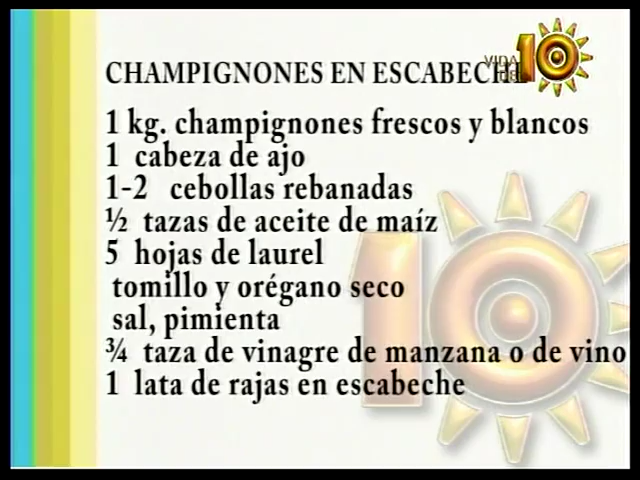 CHAMPIGNONES EN ESCABECHE
VIDA 10
1 kg. champignones frescos y blancos
1 cabeza de ajo
1-2 cebollas rebanadas
½ tazas de aceite de maíz
5 hojas de laurel
tomillo y orégano seco
sal, pimienta
¾ taza de vinagre de manzana o de vino
1 lata de rajas en escabeche
10